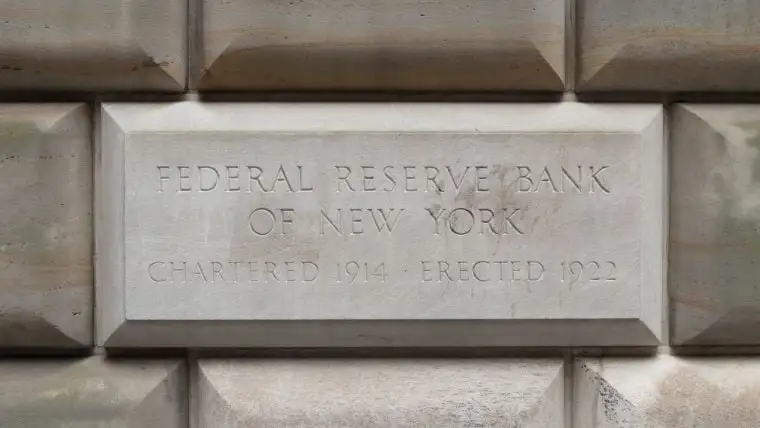 FEDERAL RESERVE BANK
OF NEW YORK
CHARTERED 1914 · ERECTED 1922